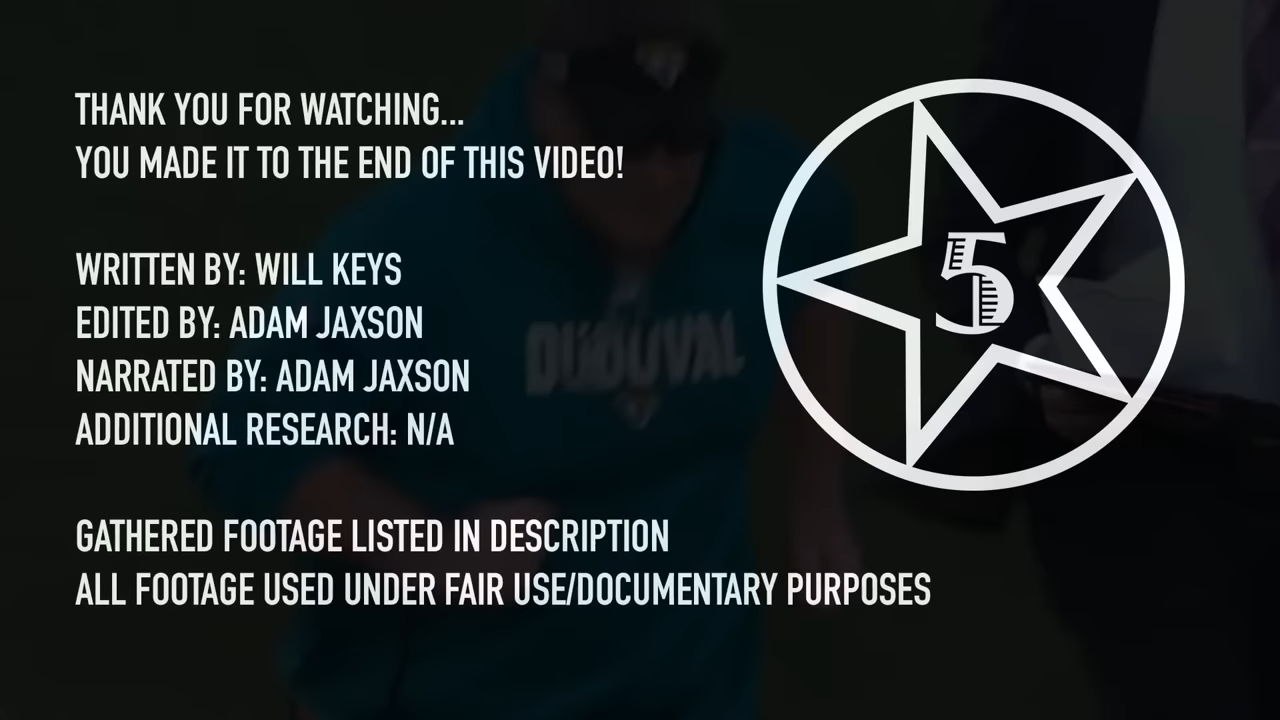 THANK YOU FOR WATCHING...
YOU MADE IT TO THE END OF THIS VIDEO!
WRITTEN BY: WILL KEYS
EDITED BY: ADAM JAXSON
NARRATED BY: ADAM JAXSON
ADDITIONAL RESEARCH: N/A
GATHERED FOOTAGE LISTED IN DESCRIPTION
ALL FOOTAGE USED UNDER FAIR USE/DOCUMENTARY PURPOSES
5
DUUUVAL